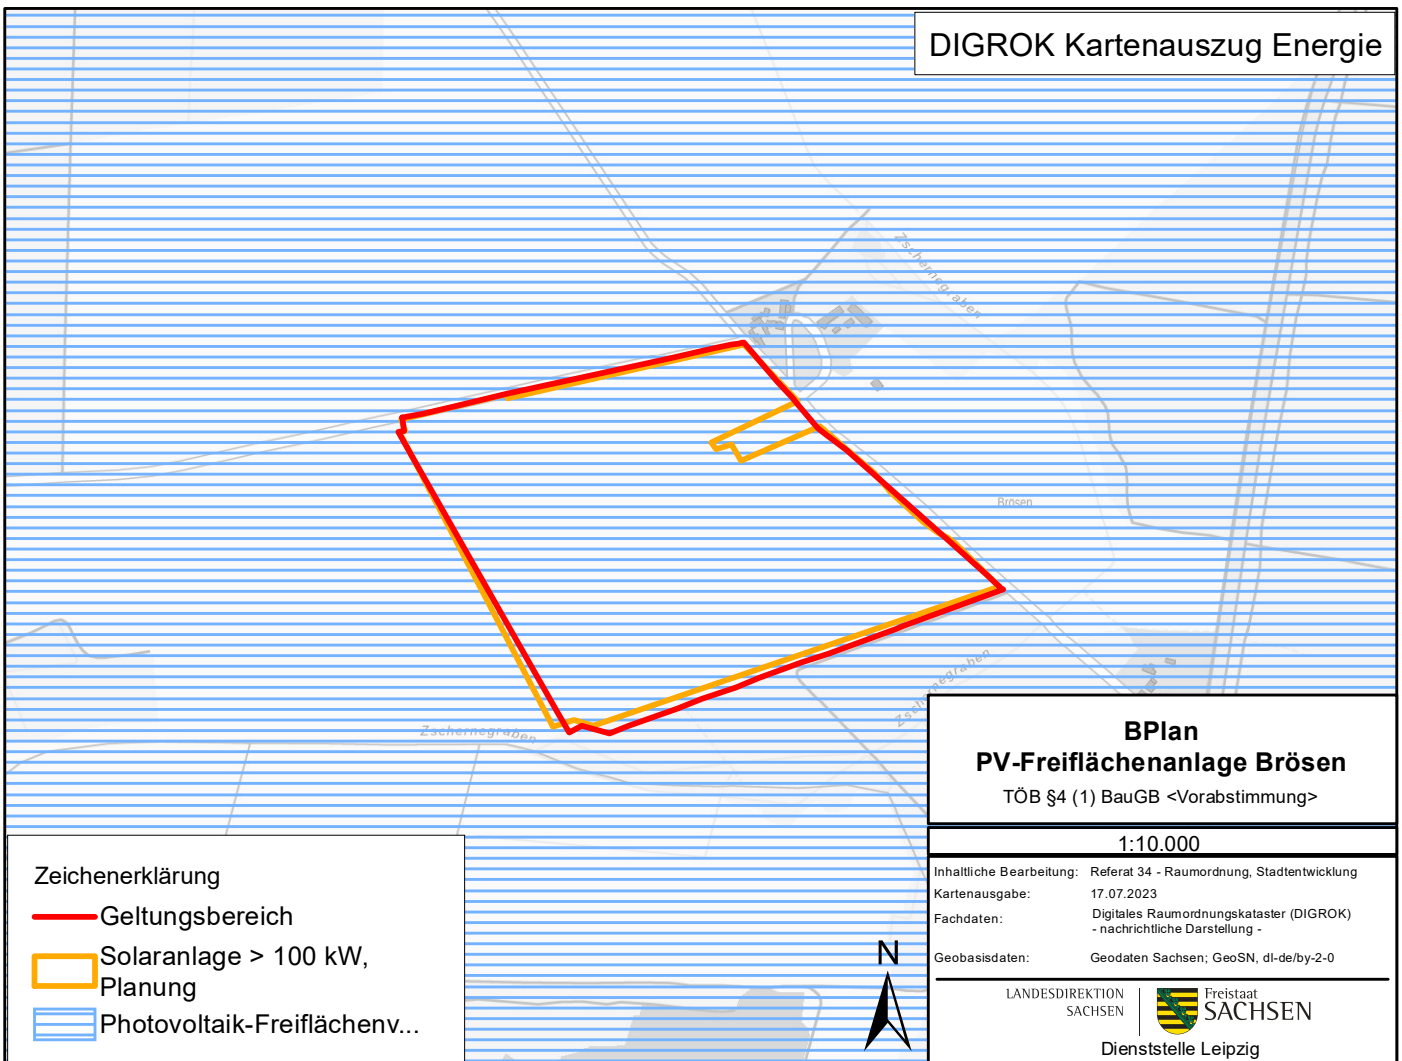 DIGROK Kartenauszug Energie
Zschernegraben
Brösen
Zschernegraben
Zschernegraben
BPlan
PV-Freiflächenanlage Brösen
TÖB §4 (1) BauGB <Vorabstimmung>
1:10.000
Inhaltliche Bearbeitung: Referat 34 - Raumordnung, Stadtentwicklung
Kartenausgabe: 17.07.2023
Fachdaten: Digitales Raumordnungskataster (DIGROK)
- nachrichtliche Darstellung -
Geobasisdaten: Geodaten Sachsen; GeoSN, dl-de/by-2-0
LANDESDIREKTION
SACHSEN
Freistaat
SACHSEN
Dienststelle Leipzig
N
Zeichenerklärung
Geltungsbereich
Solaranlage > 100 kW,
Planung
Photovoltaik-Freiflächenv...